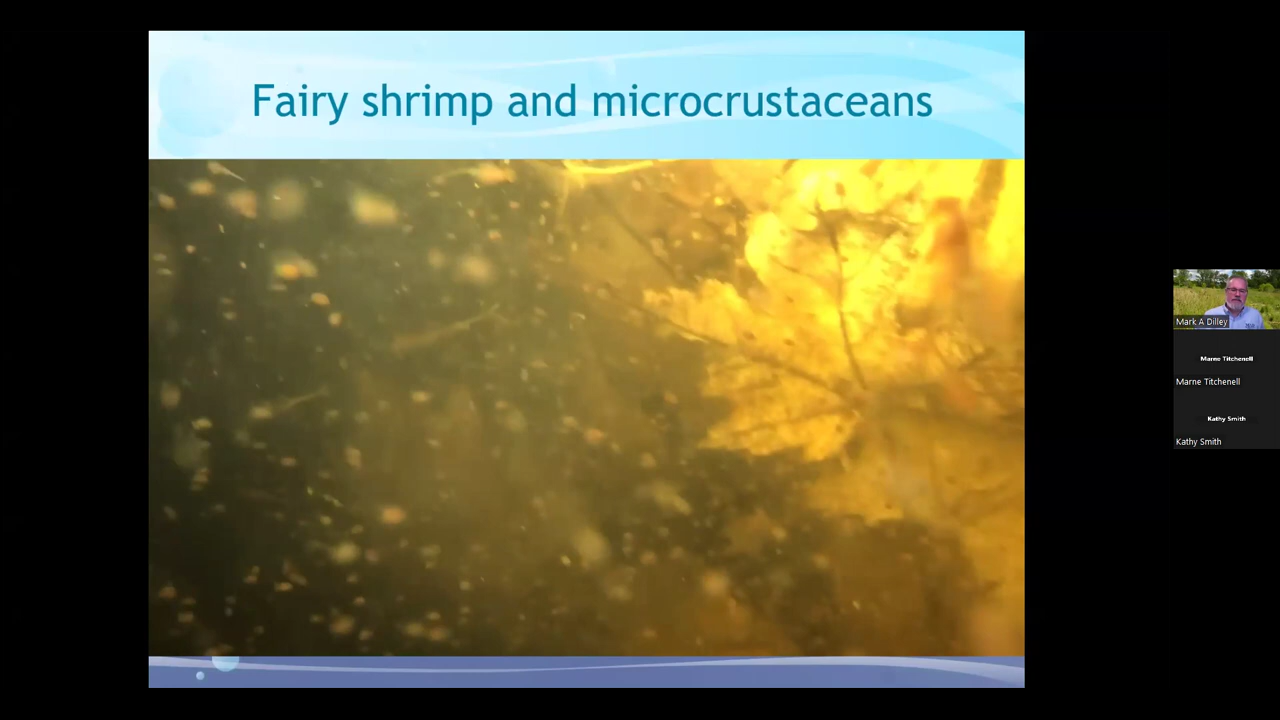 Fairy shrimp and microcrustaceans
Mark A Dilley
Marne Titchenell
Marne Titchenell
Kathy Smith
Kathy Smith